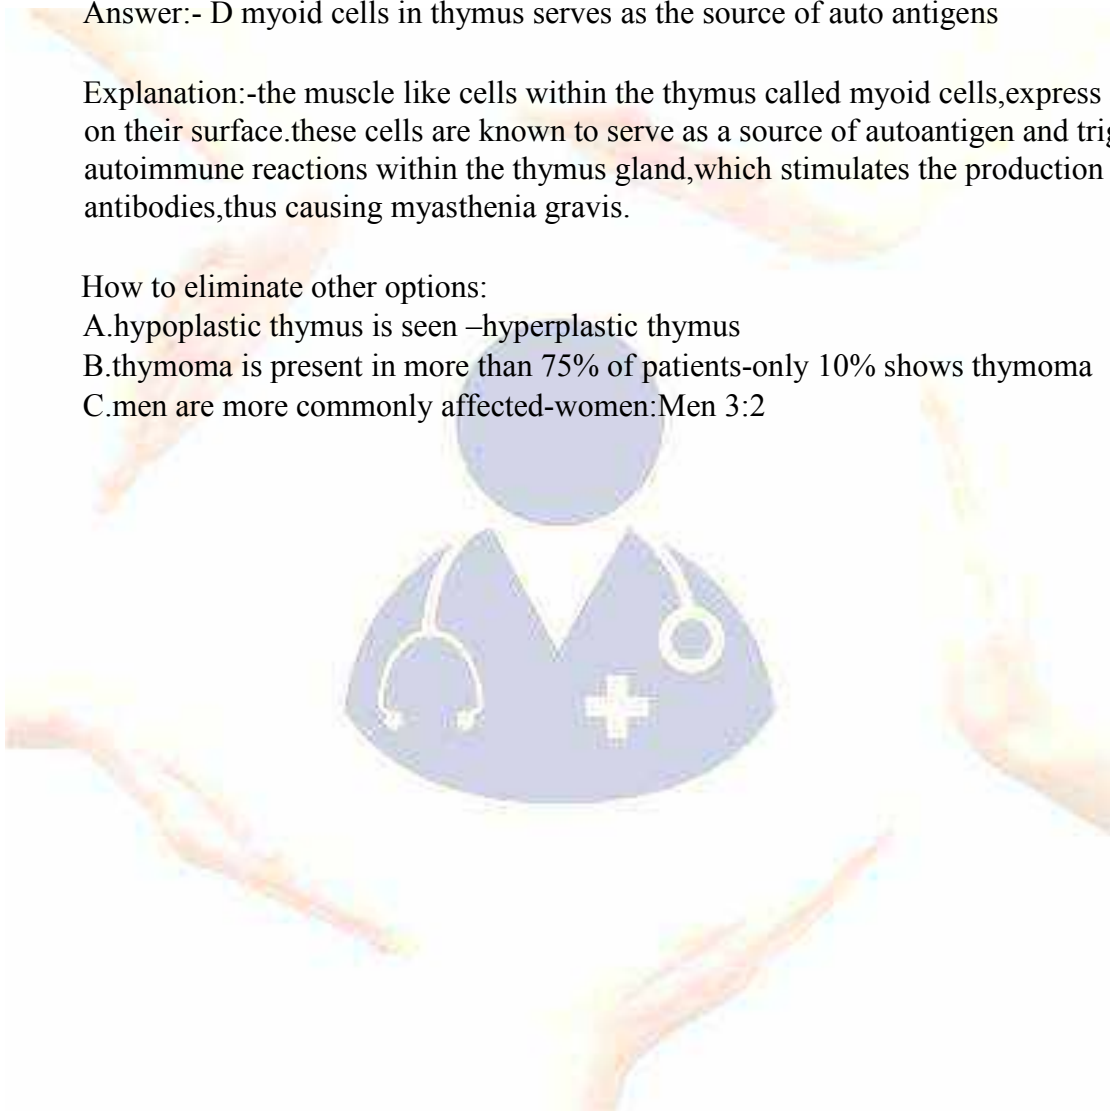 Answer:- D myoid cells in thymus serves as the source of auto antigens
Explanation:-the muscle like cells within the thymus called myoid cells,express
on their surface.these cells are known to serve as a source of autoantigen and
autoimmune reactions within the thymus gland,which stimulates the production
antibodies,thus causing myasthenia gravis.
How to eliminate other options:
A.hypoplastic thymus is seen –hyperplastic thymus
B.thymoma is present in more than 75% of patients-only 10% shows thymoma
C.men are more commonly affected-women:Men 3:2